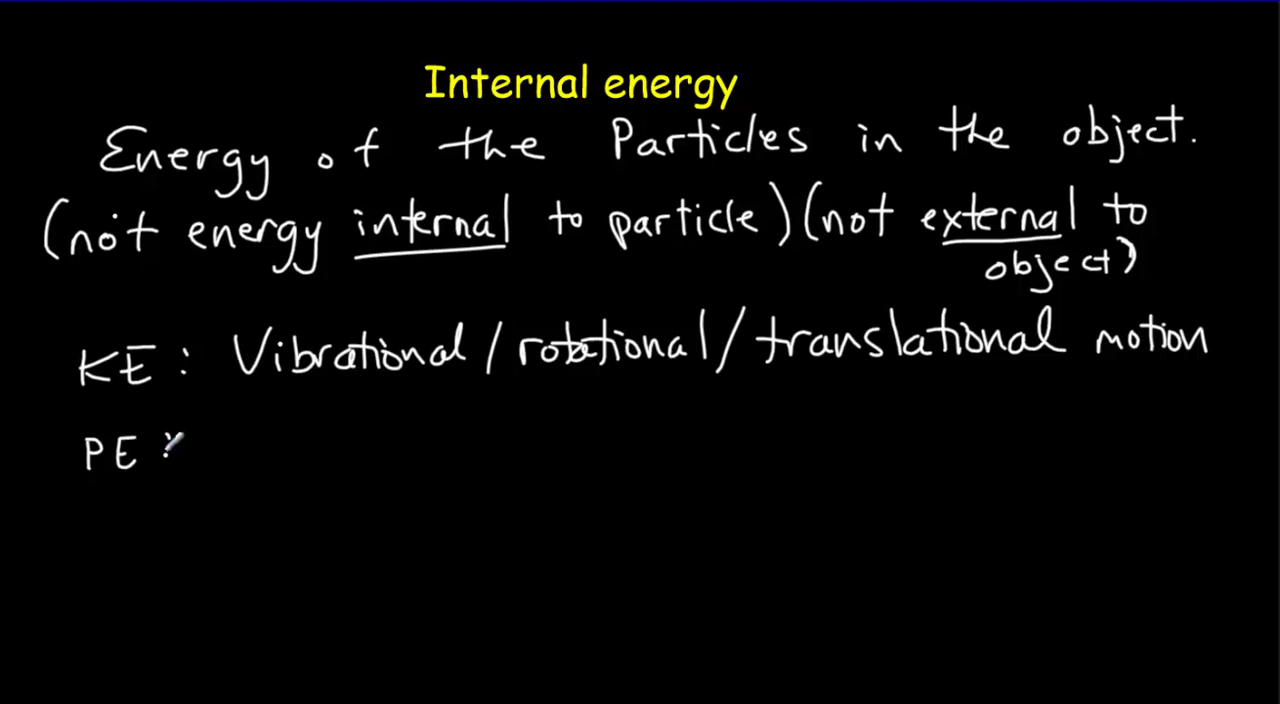 Internal energy
Energy of the Particles in the object.
(not energy internal to particle) (not external to
object)
KE: Vibrational/rotational/translational motion
PE :